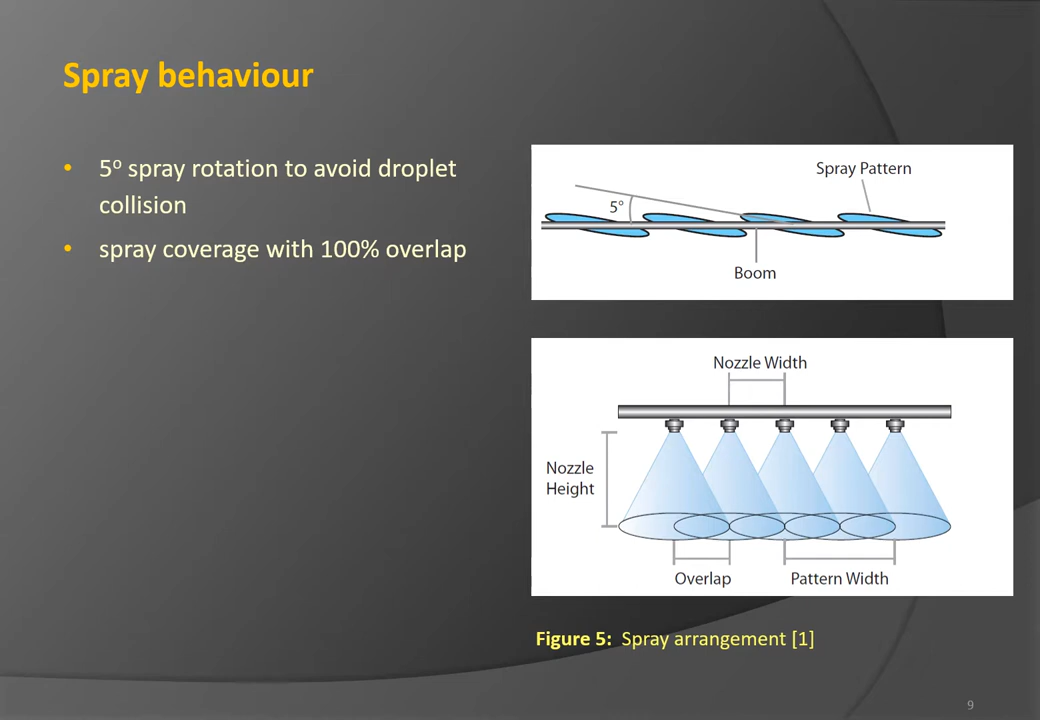 Spray behaviour
• 5º spray rotation to avoid droplet
collision
• spray coverage with 100% overlap
Spray Pattern
5°
Boom
Nozzle Width
Nozzle
Height
Overlap
Pattern Width
Figure 5: Spray arrangement [1]
9